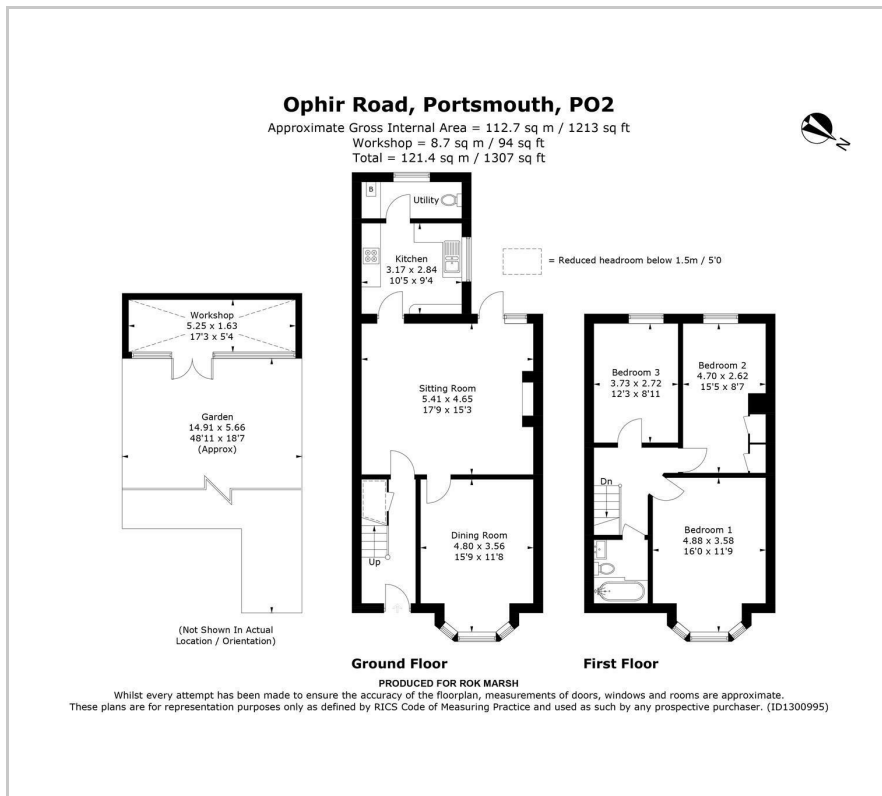 Ophir Road, Portsmouth, PO2
Approximate Gross Internal Area = 112.7 sq m / 1213 sq ft
Workshop = 8.7 sq m / 94 sq ft
Total = 121.4 sq m / 1307 sq ft
N
B
Utility
Kitchen
3.17 x 2.84
10'5 x 9'4
= Reduced headroom below 1.5m / 5'0
Workshop
5.25 x 1.63
17'3 x 5'4
Garden
14.91 x 5.66
48'11 x 18'7
(Approx)
(Not Shown In Actual
Location / Orientation)
Sitting Room
5.41 x 4.65
17'9 x 15'3
Dining Room
4.80 x 3.56
15'9 x 11'8
Up
Ground Floor
Bedroom 3
3.73 x 2.72
12'3 x 8'11
Bedroom 2
4.70 x 2.62
15'5 x 8'7
Dn
Bedroom 1
4.88 x 3.58
16'0 x 11'9
First Floor
PRODUCED FOR ROK MARSH
Whilst every attempt has been made to ensure the accuracy of the floorplan, measurements of doors, windows and rooms are approximate.
These plans are for representation purposes only as defined by RICS Code of Measuring Practice and used as such by any prospective purchaser. (ID1300995)